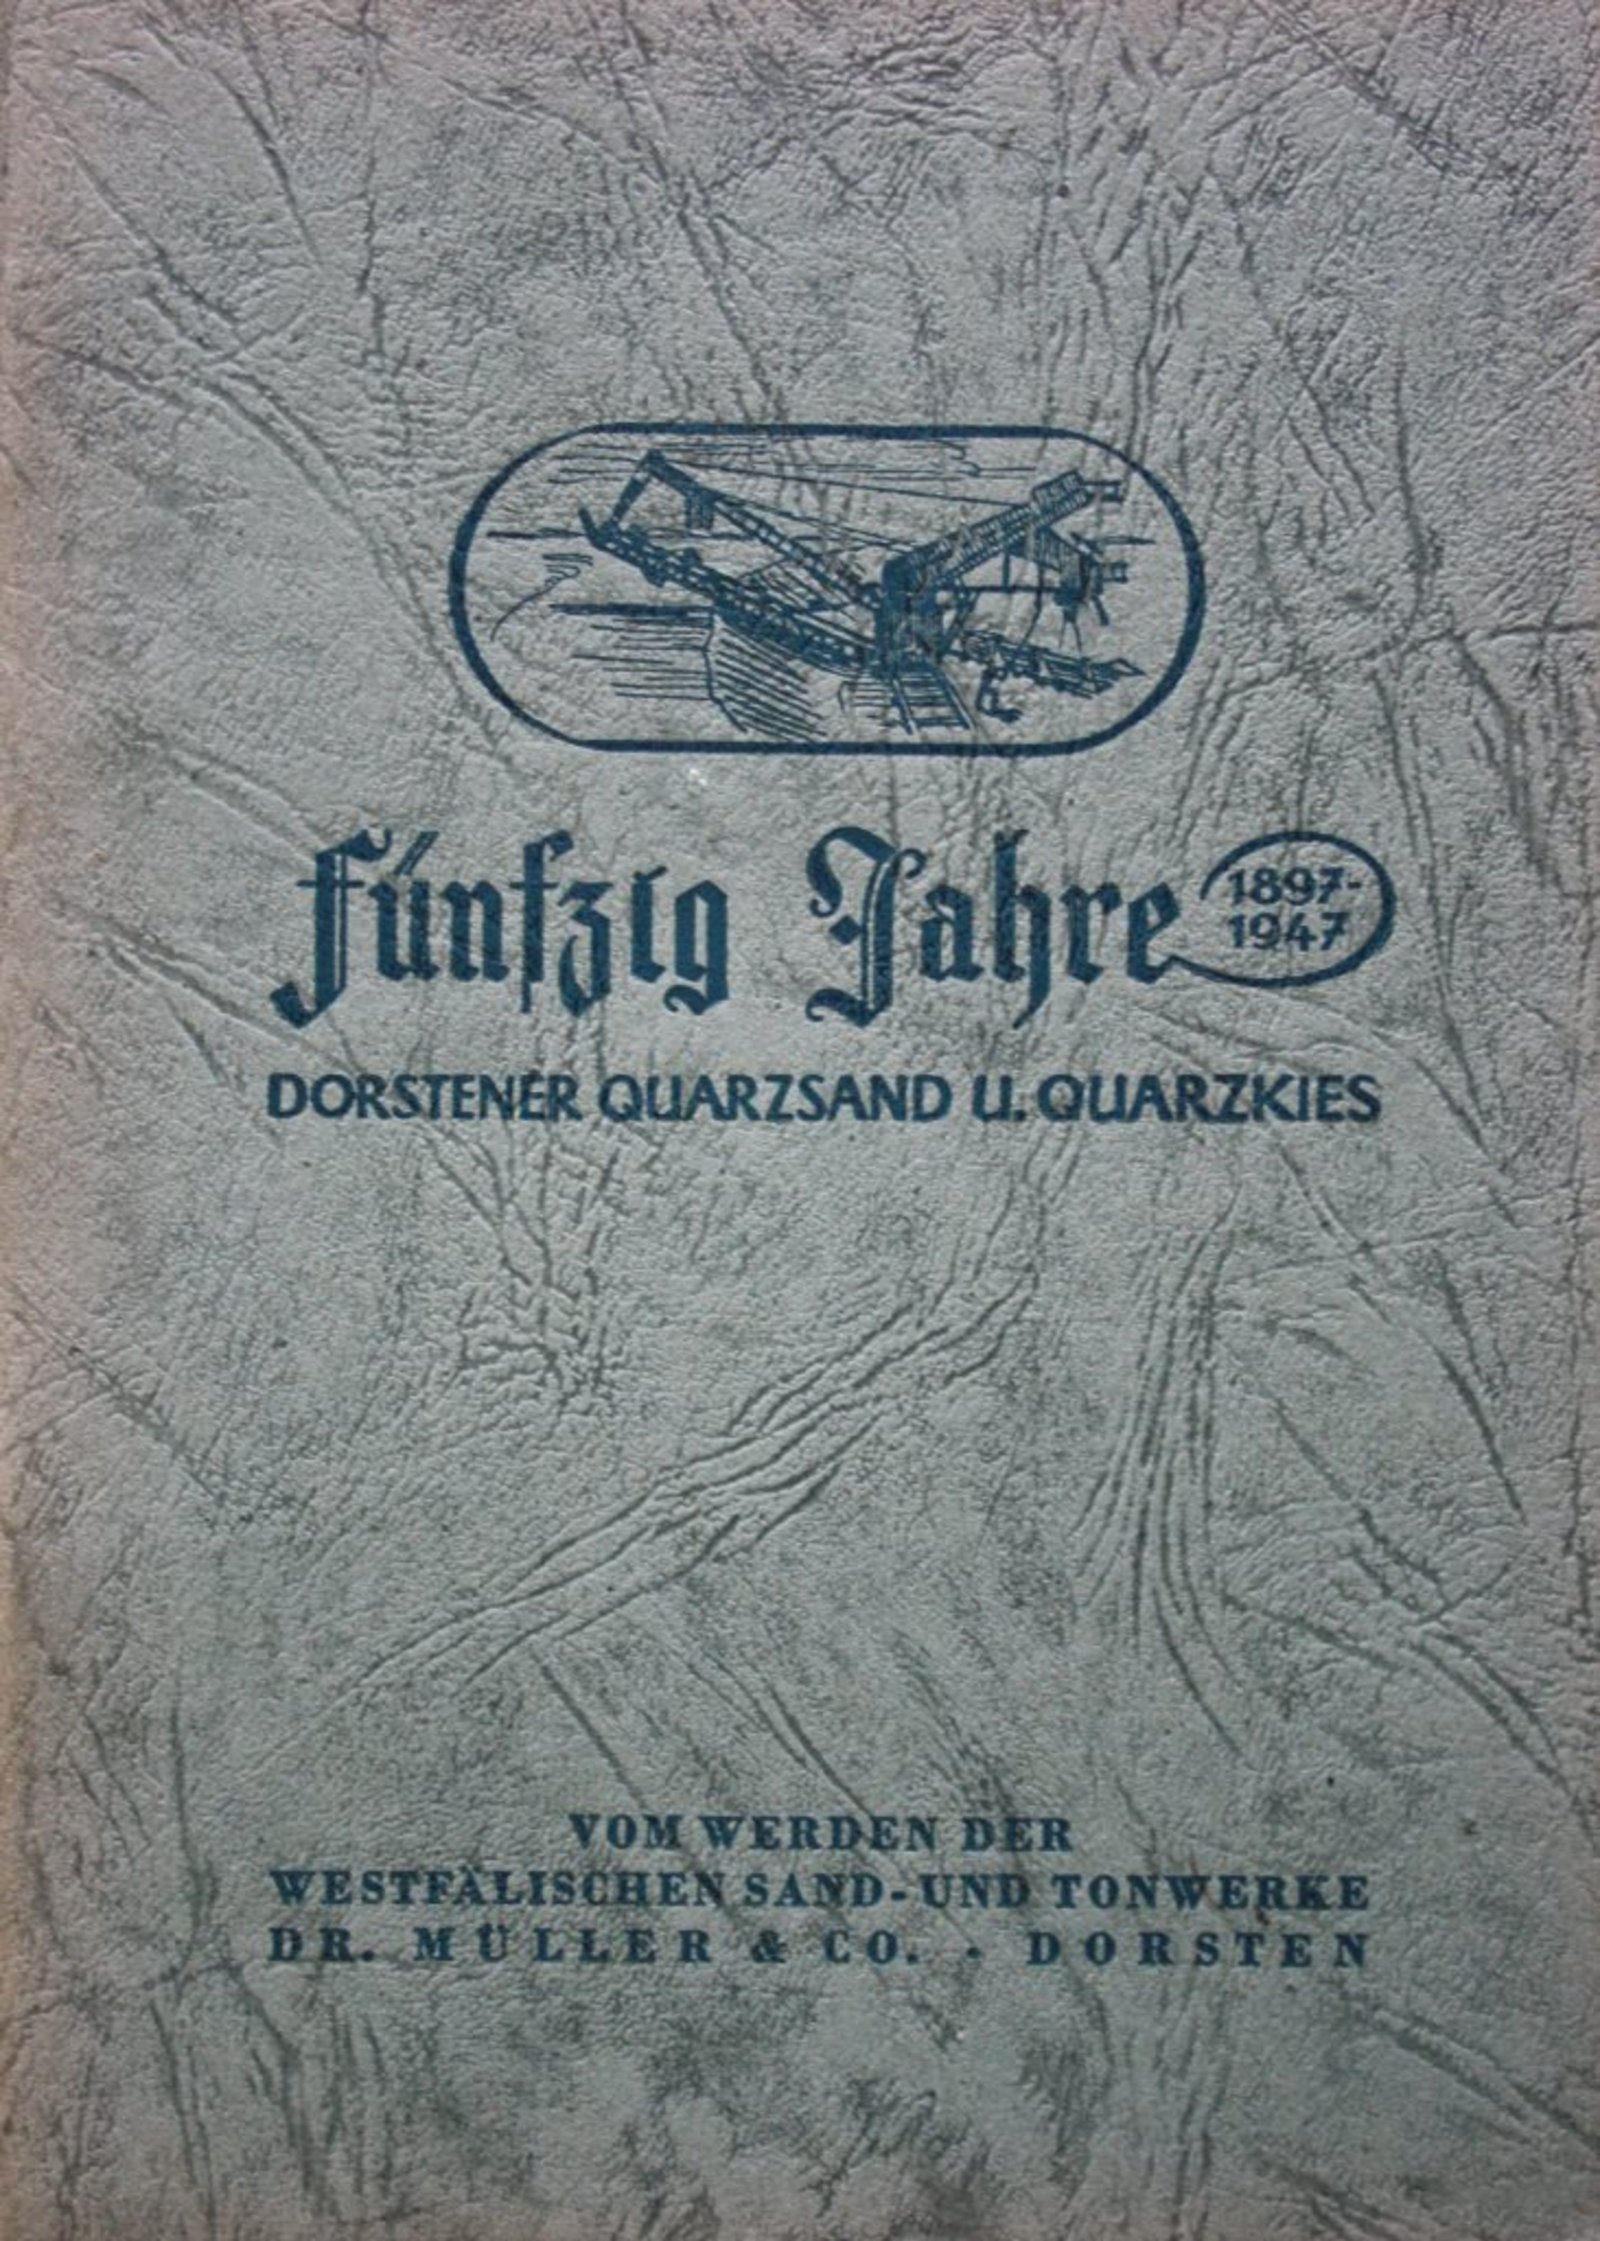 Fünfzig Jahre 1897-
1947
DORSTENER QUARZSAND U. QUARZKIES
VOM WERDEN DER
WESTFÄLISCHEN SAND- UND TONWERKE
DR. MÜLLER & CO. · DORSTEN